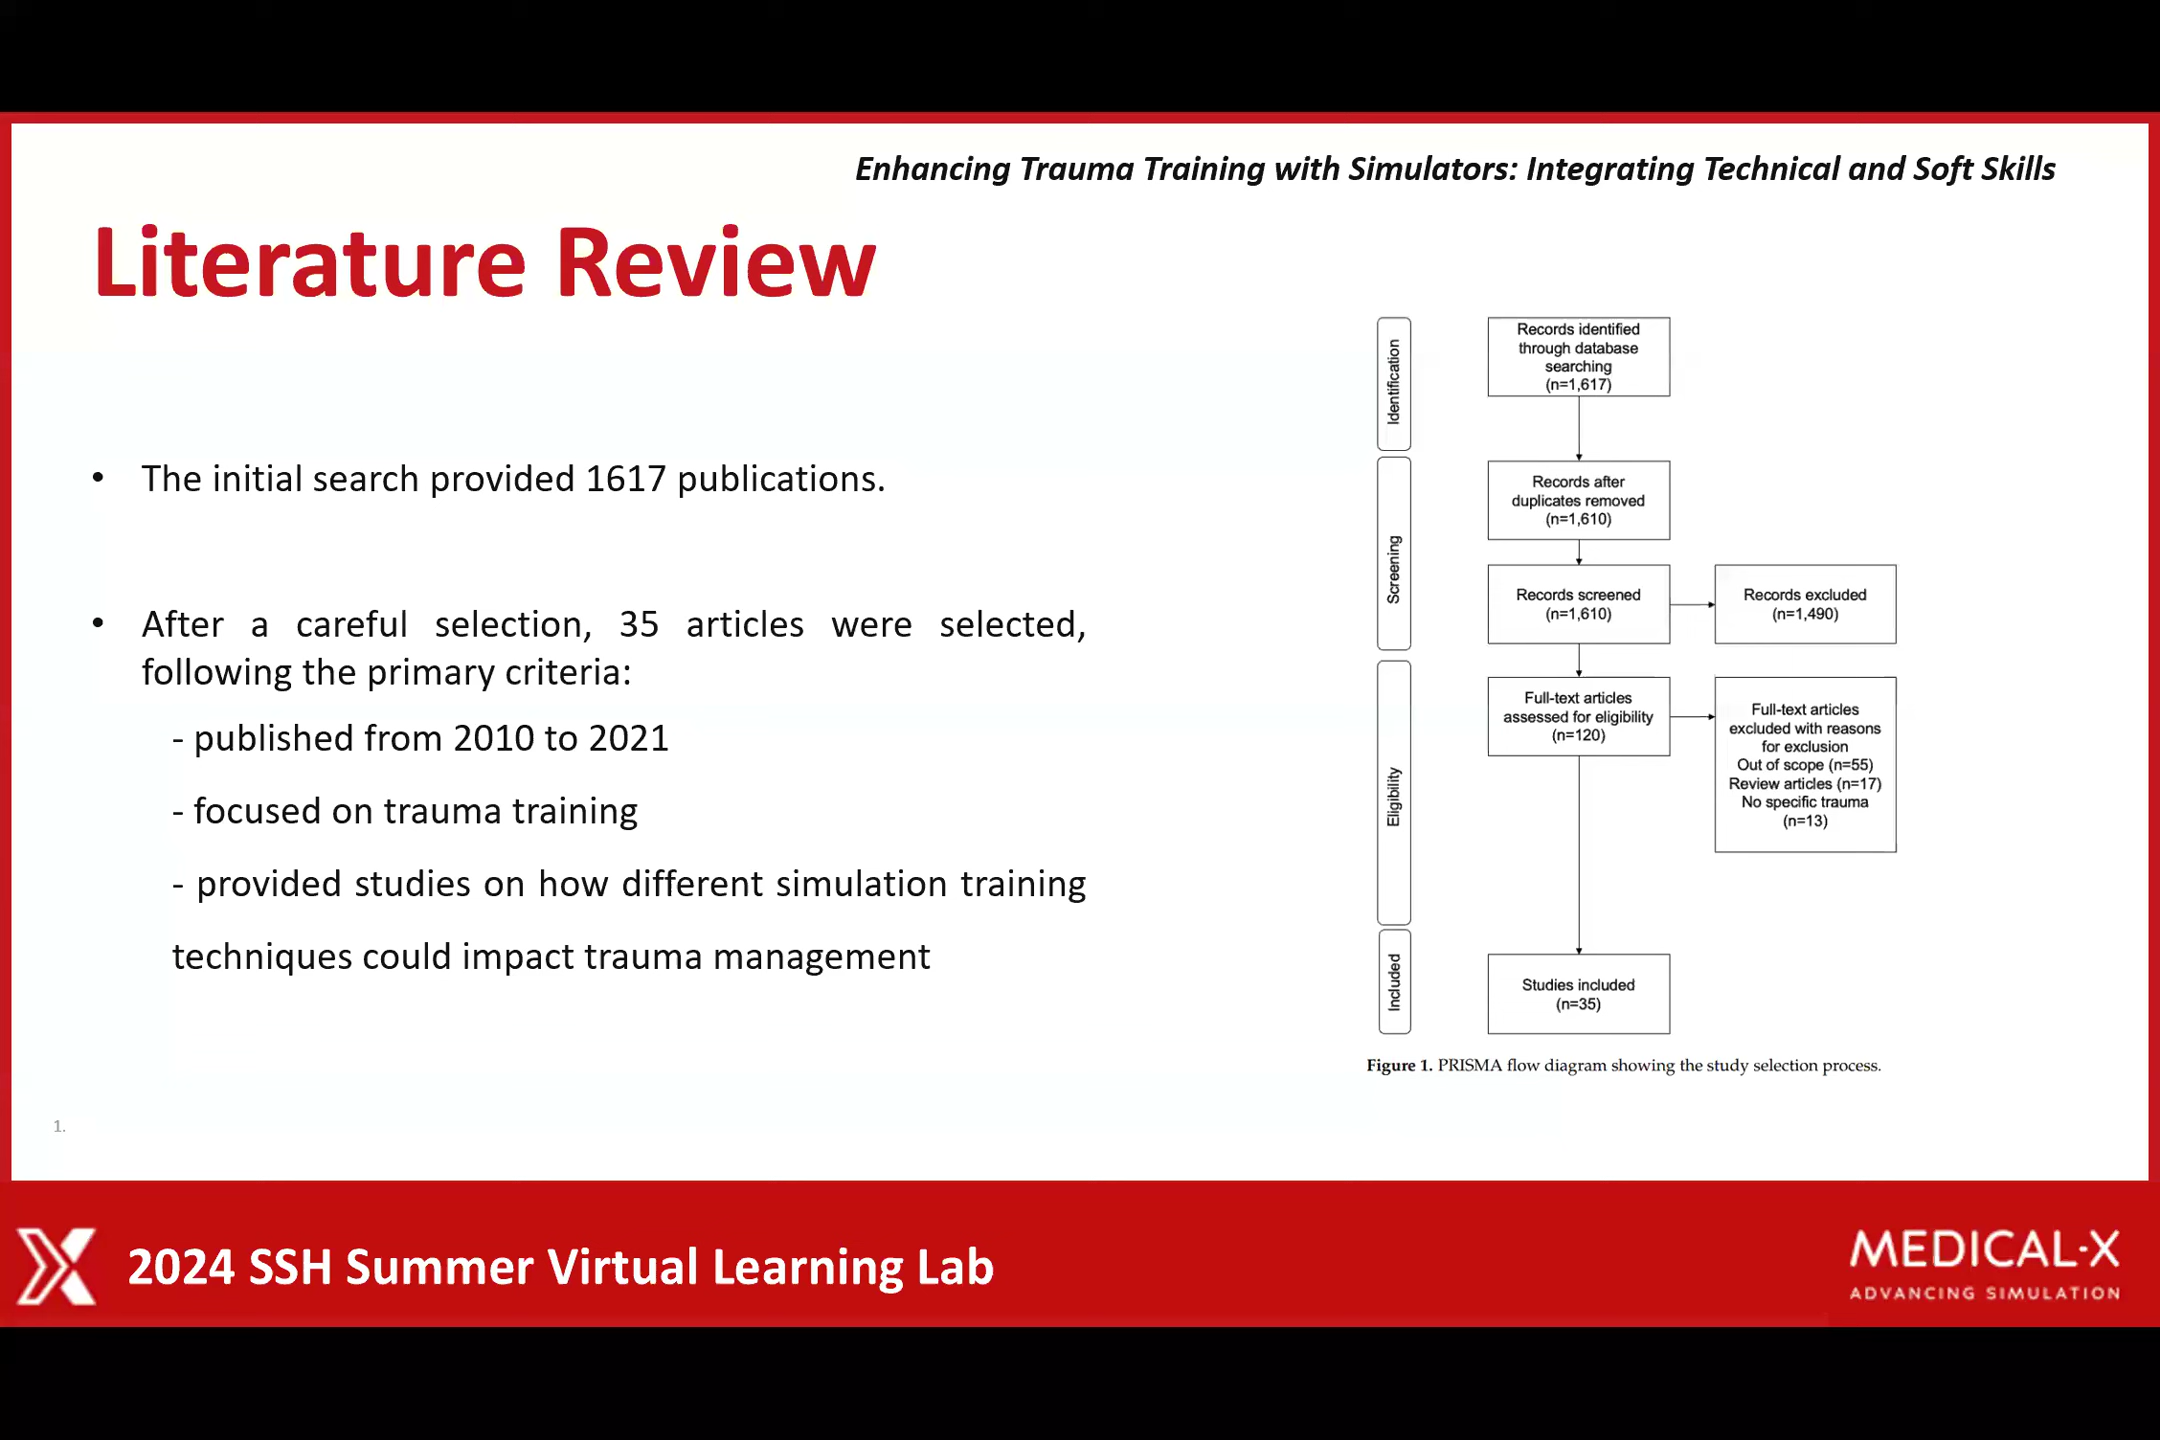 Enhancing Trauma Training with Simulators: Integrating Technical and Soft Skills
Literature Review
• The initial search provided 1617 publications.
• After a careful selection, 35 articles were selected,
following the primary criteria:
- published from 2010 to 2021
- focused on trauma training
- provided studies on how different simulation training
techniques could impact trauma management
Identification
Records identified
through database
searching
(n=1,617)
Screening
Records after
duplicates removed
(n=1,610)
Records screened
(n=1,610)
Records excluded
(n=1,490)
Eligibility
Full-text articles
assessed for eligibility
(n=120)
Full-text articles
excluded with reasons
for exclusion
Out of scope (n=55)
Review articles (n=17)
No specific trauma
(n=13)
Included
Studies included
(n=35)
Figure 1. PRISMA flow diagram showing the study selection process.
1.
2024 SSH Summer Virtual Learning Lab
MEDICAL-X
ADVANCING SIMULATION